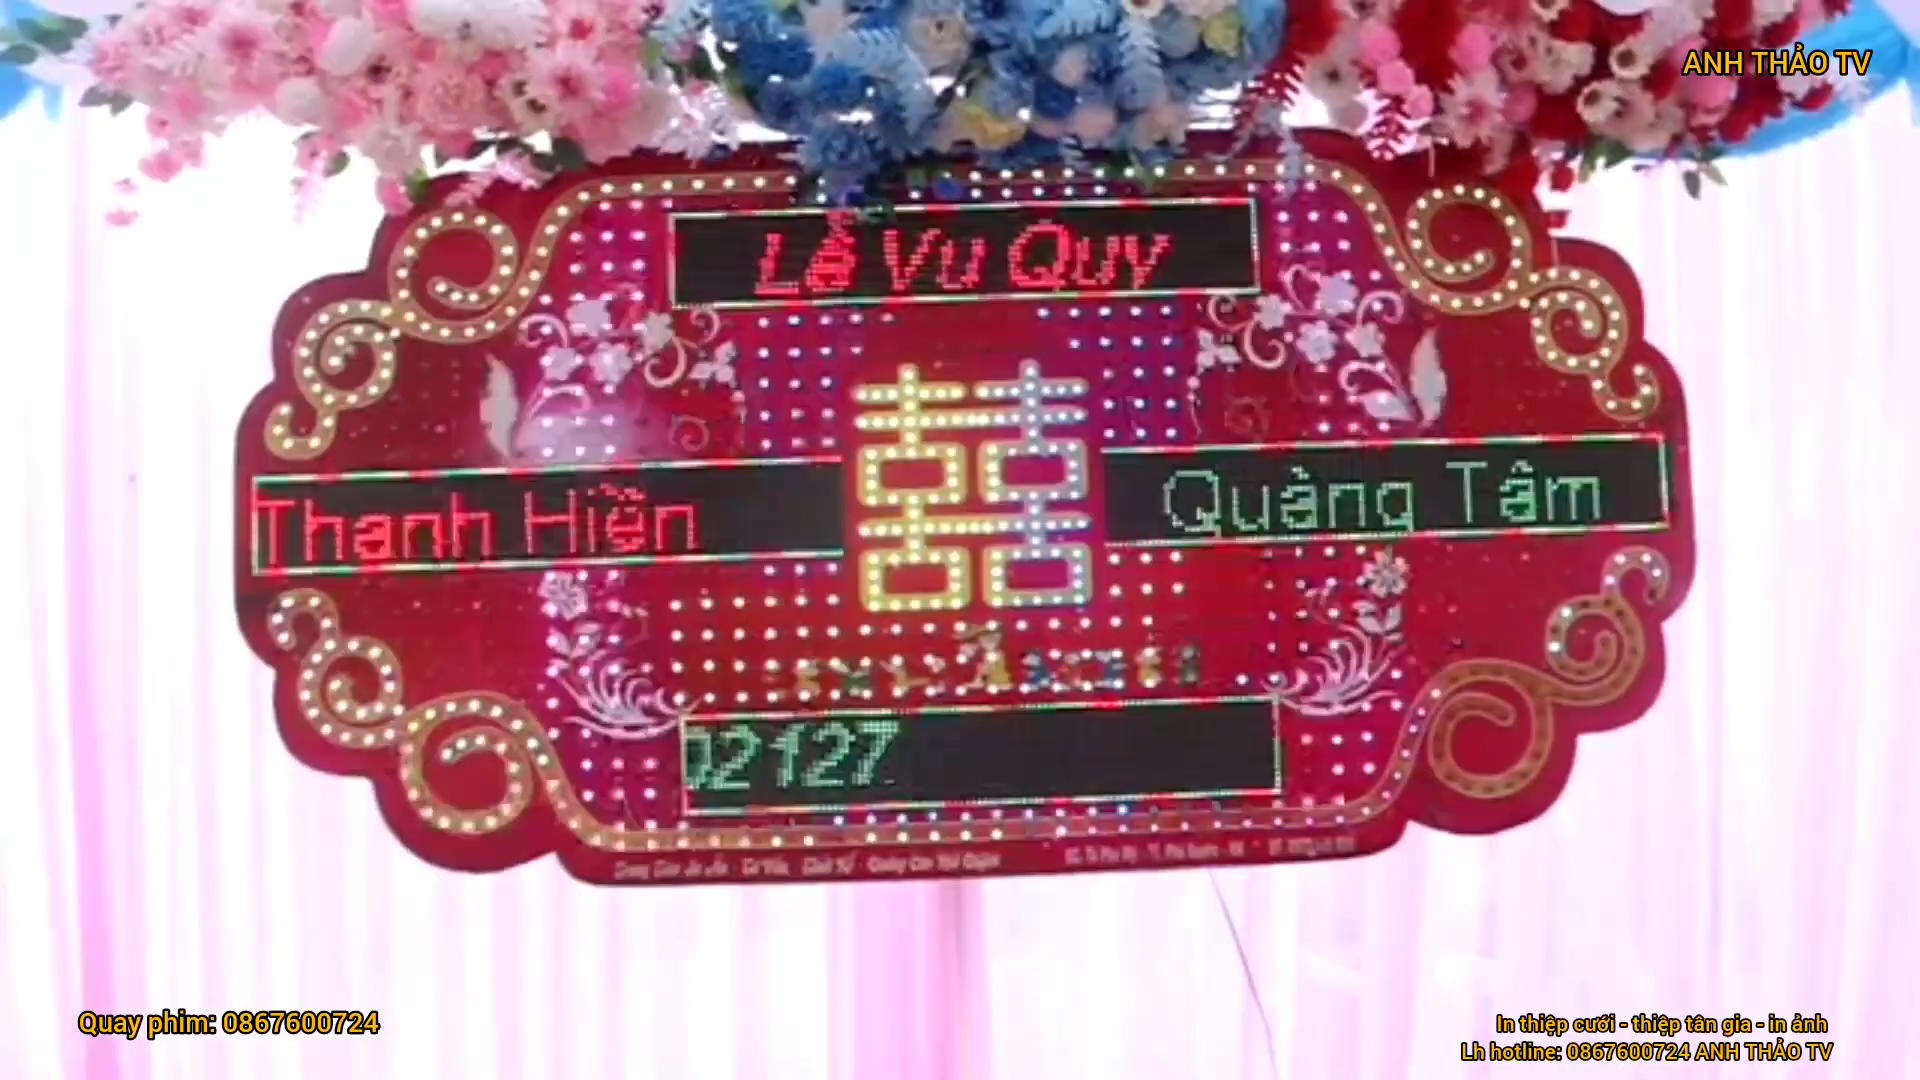 ANH THẢO TV
Lễ Vu Quy
囍
Thanh Hiền
Quảng Tâm
02127
Quay phim: 0867600724
In thiệp cưới - thiệp tân gia - in ảnh
Lh hotline: 0867600724 ANH THẢO TV